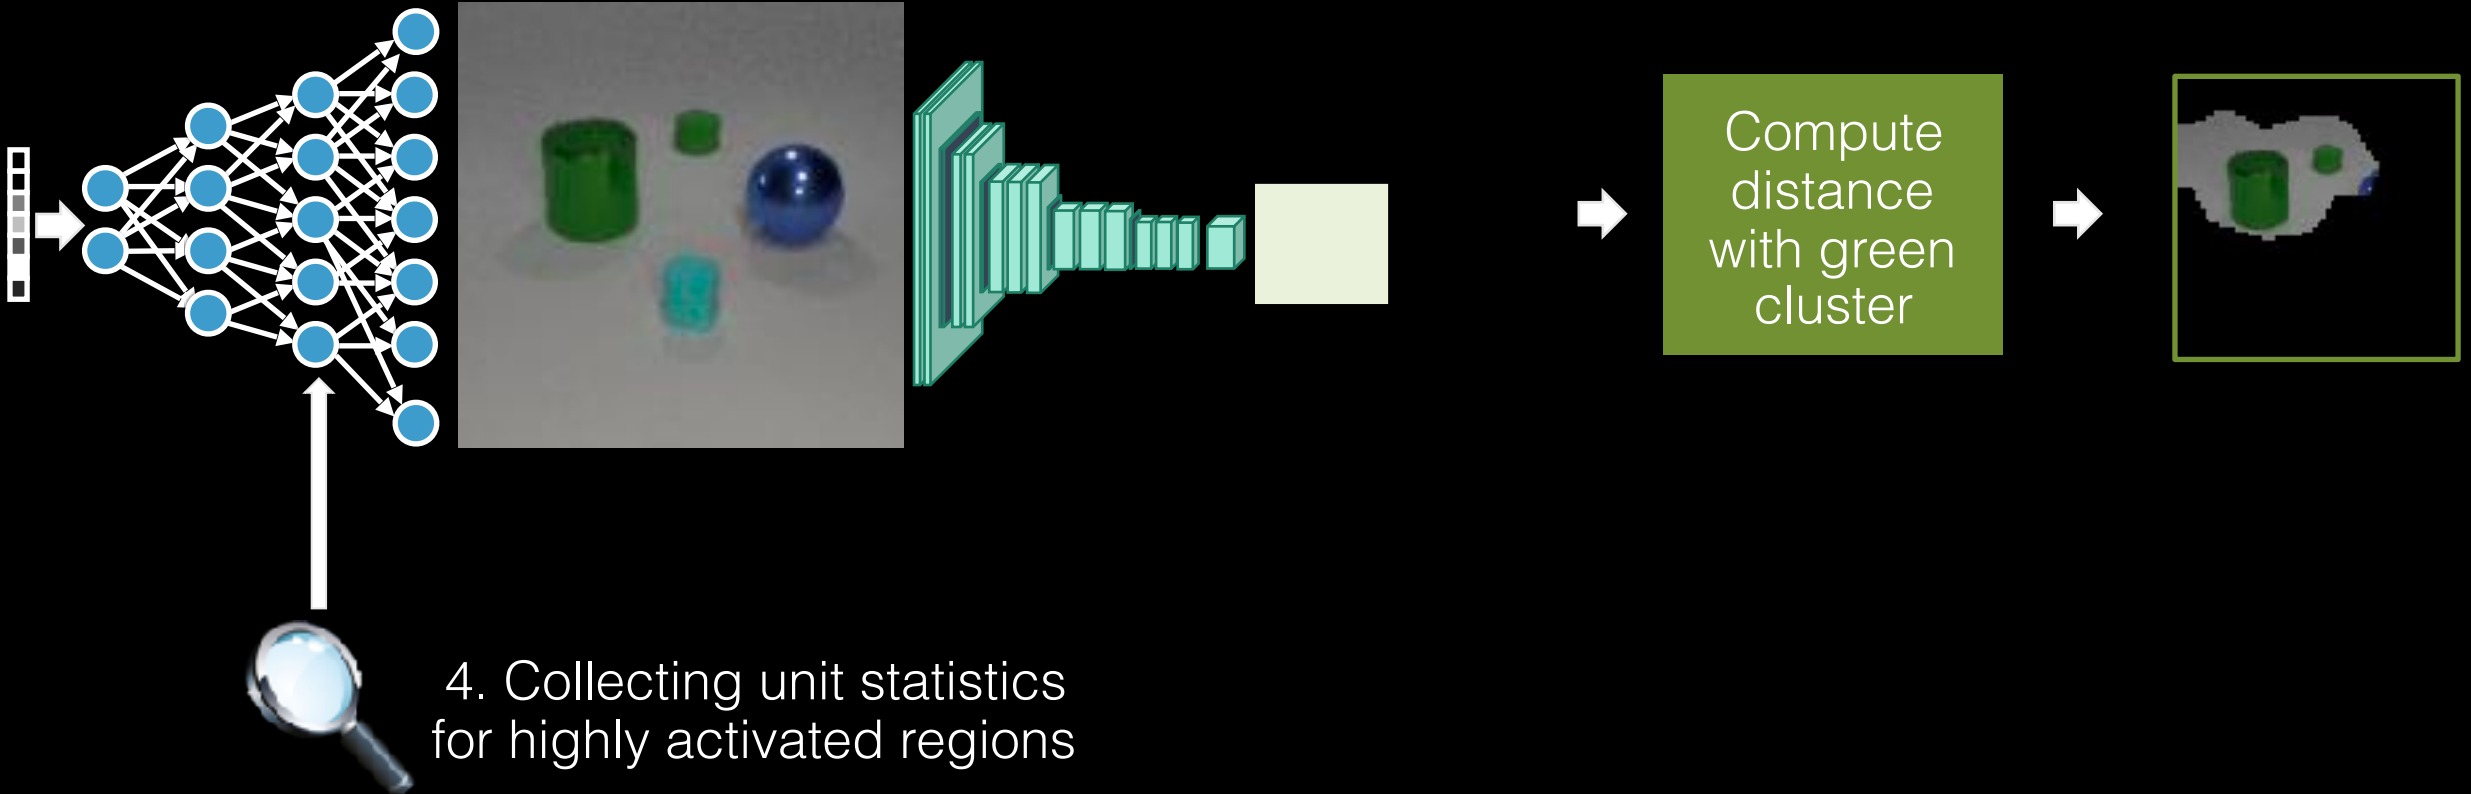 Compute
distance
with green
cluster
4. Collecting unit statistics
for highly activated regions